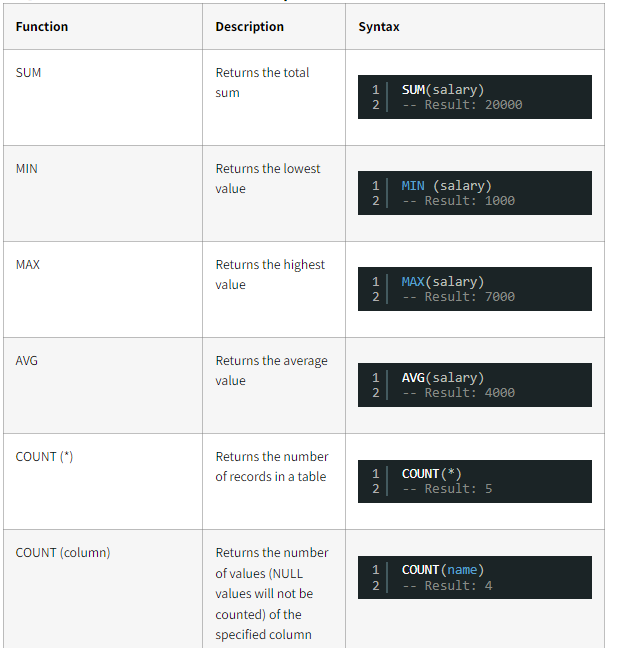 Function Description Syntax
SUM
Returns the total
sum
1 SUM(salary)
2 -- Result: 20000
MIN
Returns the lowest
value
1 MIN (salary)
2 -- Result: 1000
MAX
Returns the highest
value
1 MAX(salary)
2 -- Result: 7000
AVG
Returns the average
value
1 AVG(salary)
2 -- Result: 4000
COUNT (*)
Returns the number
of records in a table
1 COUNT(*)
2 -- Result: 5
COUNT (column)
Returns the number
of values (NULL
values will not be
counted) of the
specified column
1 COUNT(name)
2 -- Result: 4